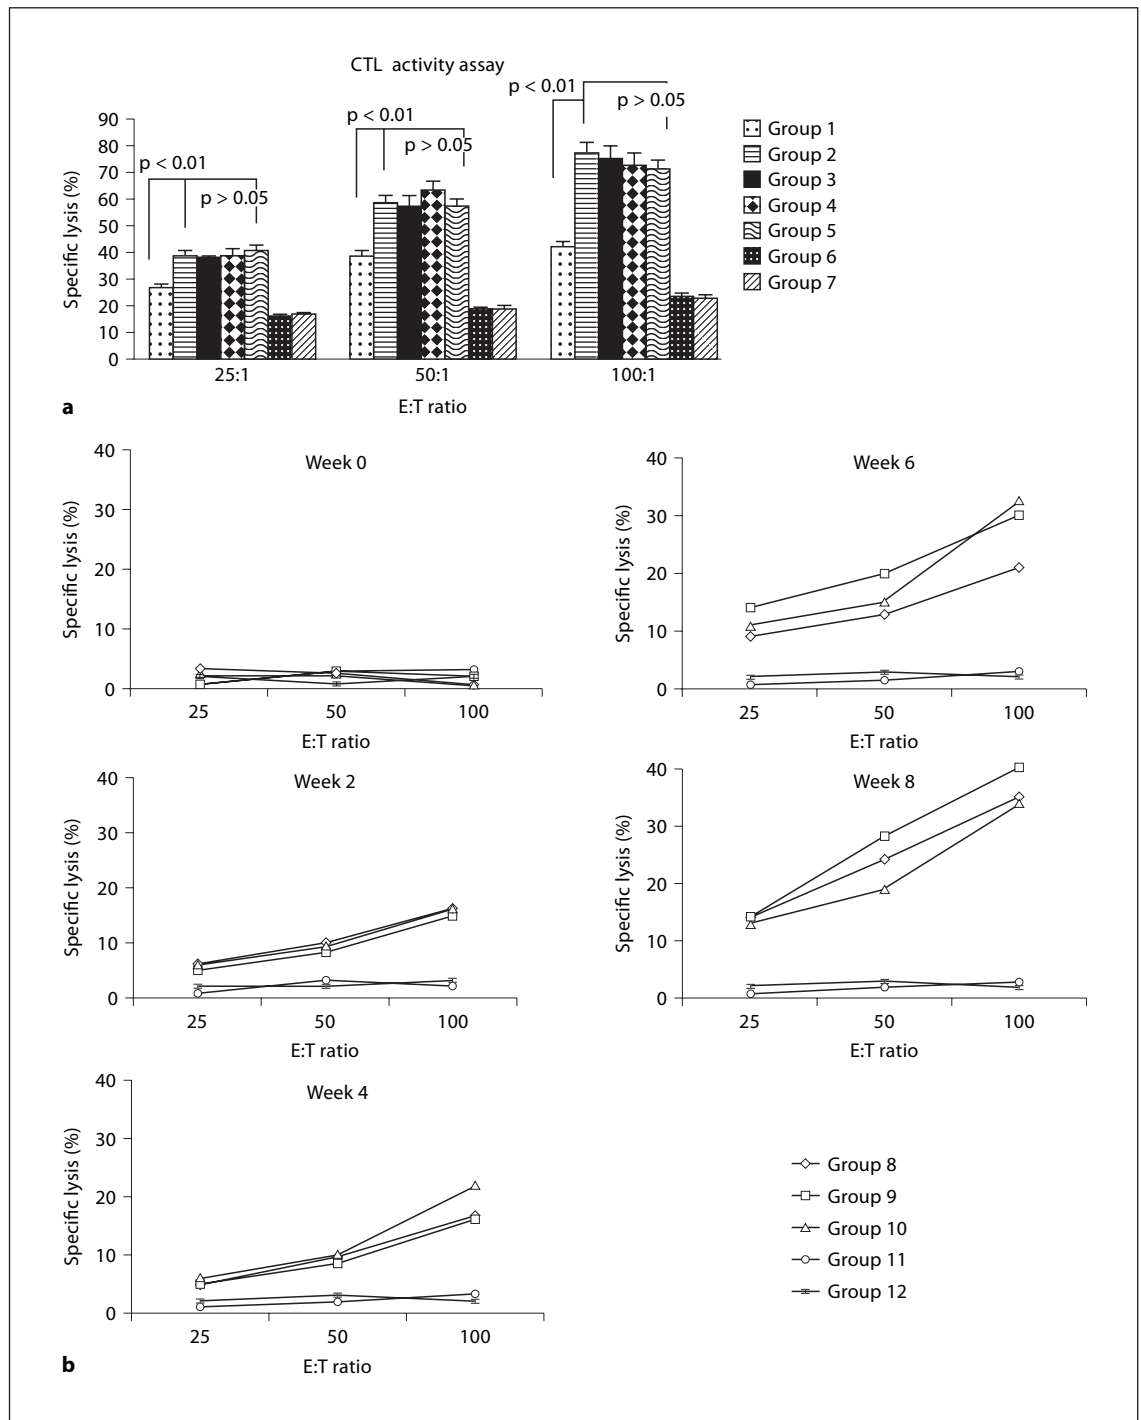 CTL activity assay
p < 0.01
p > 0.05
p < 0.01
p > 0.05
p < 0.01
p > 0.05
Specific lysis (%)
90
80
70
60
50
40
30
20
10
0
25:1
50:1
100:1
E:T ratio
Group 1
Group 2
Group 3
Group 4
Group 5
Group 6
Group 7
a
Week 0
Specific lysis (%)
40
30
20
10
0
25
50
100
E:T ratio
Week 6
Specific lysis (%)
40
30
20
10
0
25
50
100
E:T ratio
Week 2
Specific lysis (%)
40
30
20
10
0
25
50
100
E:T ratio
Week 8
Specific lysis (%)
40
30
20
10
0
25
50
100
E:T ratio
Week 4
Specific lysis (%)
40
30
20
10
0
25
50
100
E:T ratio
Group 8
Group 9
Group 10
Group 11
Group 12
b